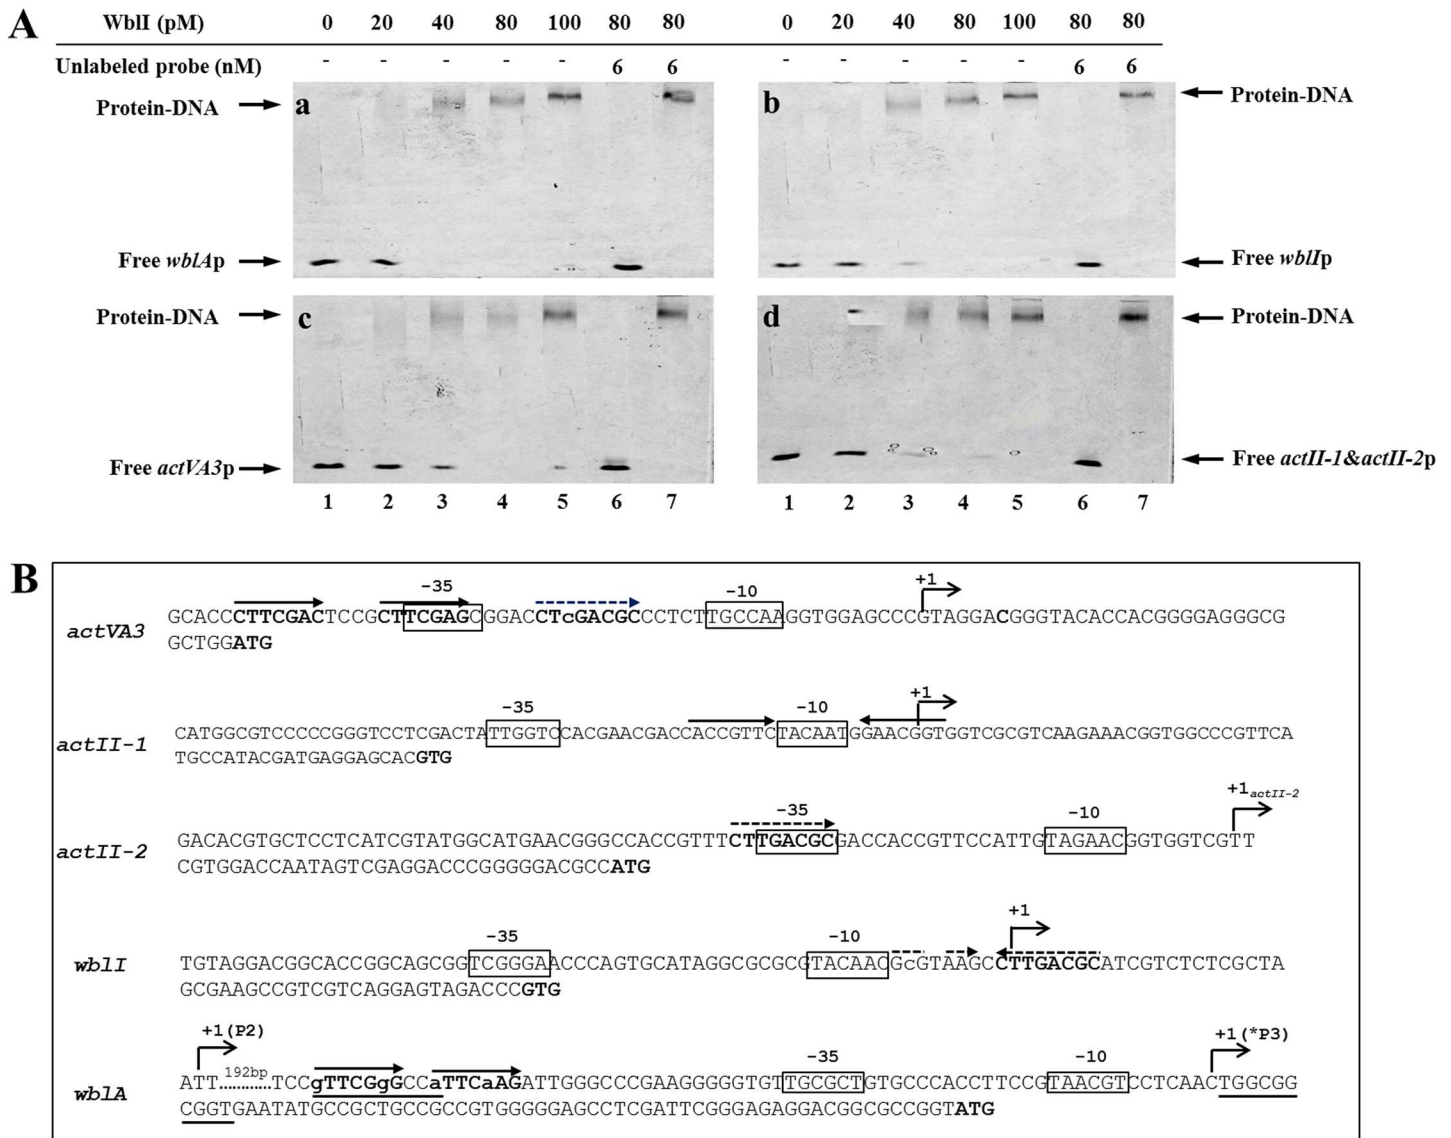 A
WblI (pM) 0 20 40 80 100 80 80 0 20 40 80 100 80 80
Unlabeled probe (nM) - - - - - 6 6 - - - - - 6 6
Protein-DNA a b Protein-DNA
Free wblAp Free wblIp
Protein-DNA c d Protein-DNA
Free actVA3p Free actII-1&actII-2p
1 2 3 4 5 6 7 1 2 3 4 5 6 7
B
-35 -10 +1
actVA3 GCACCCTTCGACTCCGCTTCGAGCGGACCTcGACGCCCTCTTGCCAAGGTGGAGCCCGTAGGACGGGTACACCACGGGGAGGGCG
GCTGGATG
-35 -10 +1
actII-1 CATGGCGTCCCCCGGGTCCTCGACTATTGGTCCACGAACGACCACCGTTCTACAATGGAACGGTGGTCGCGTCAAGAAACGGTGGCCCGTTCA
TGCCATACGATGAGGAGCACGTG
-35 -10 +1actII-2
actII-2 GACACGTGCTCCTCATCGTATGGCATGAACGGGCCACCGTTTCTTGACGCGACCACCGTTCCATTGTAGAACGGTGGTCGTT
CGTGGACCAATAGTCGAGGACCCGGGGGACGCCATG
-35 -10 +1
wblI TGTAGGACGGCACCGGCAGCGGTCGGGAACCCAGTGCATAGGCGCGCGTACAACGcGTAAGCCTTGACGCATCGTCTCTCGCTA
GCGAAGCCGTCGTCAGGAGTAGACCCGTG
+1(P2) -35 -10 +1(*P3)
wblA ATT...192bp...TCCgTTCGgGCCaTTCaAGATTGGGCCCGAAGGGGGTGTTGCGCTGTGCCCACCTTCCGTAACGTCCTCAACTGGCGG
CGGTGAATATGCCGCTGCCGCCGTGGGGGAGCCTCGATTCGGGAGAGGACGGCGCCGGTATG